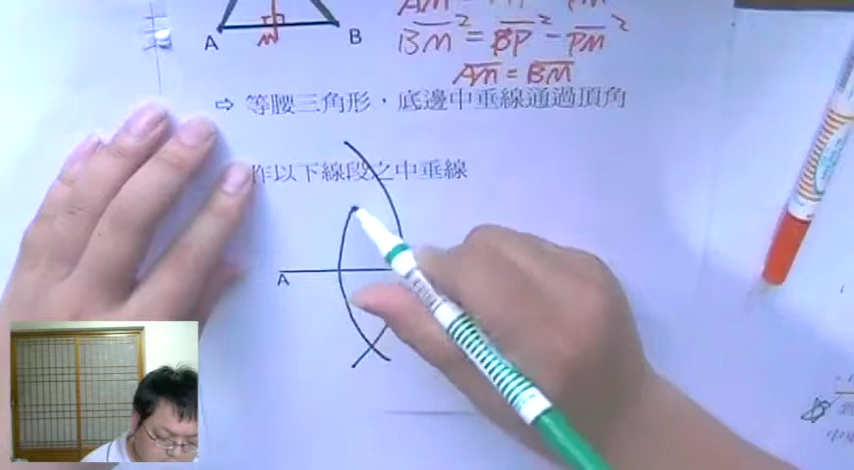 A B
BM² = BP² - PM²
AM = BM
⇨ 等腰三角形，底邊中垂線通過頂角
作以下線段之中垂線
A